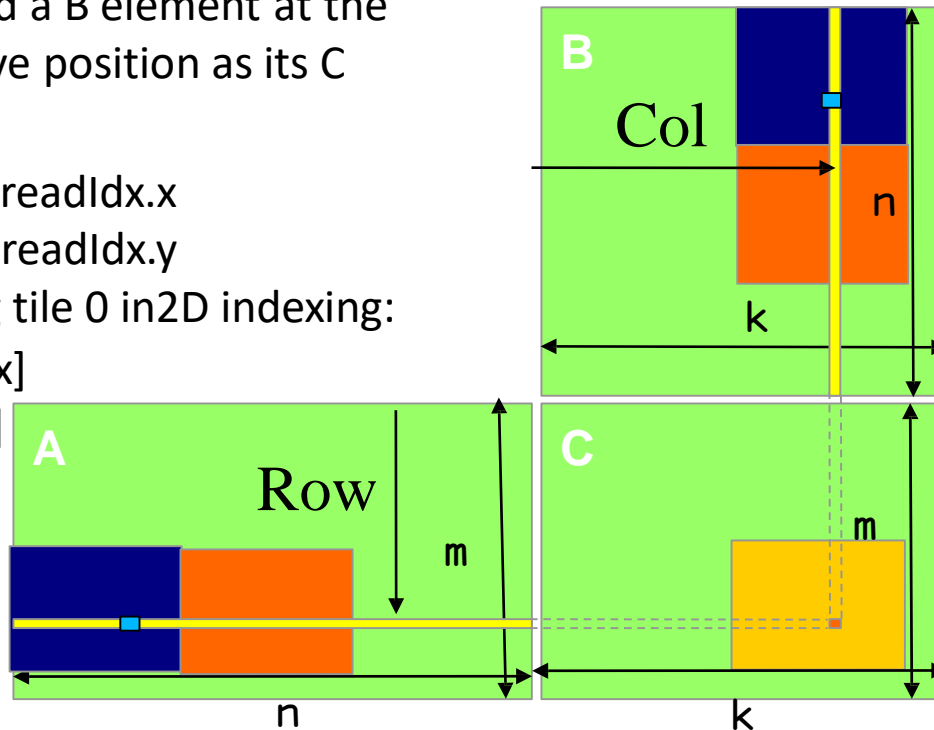 d a B element at the
ve position as its C
readIdx.x
readIdx.y
tile 0 in2D indexing:
x]
]
B
Col
n
k
A
Row
m
n
C
m
k